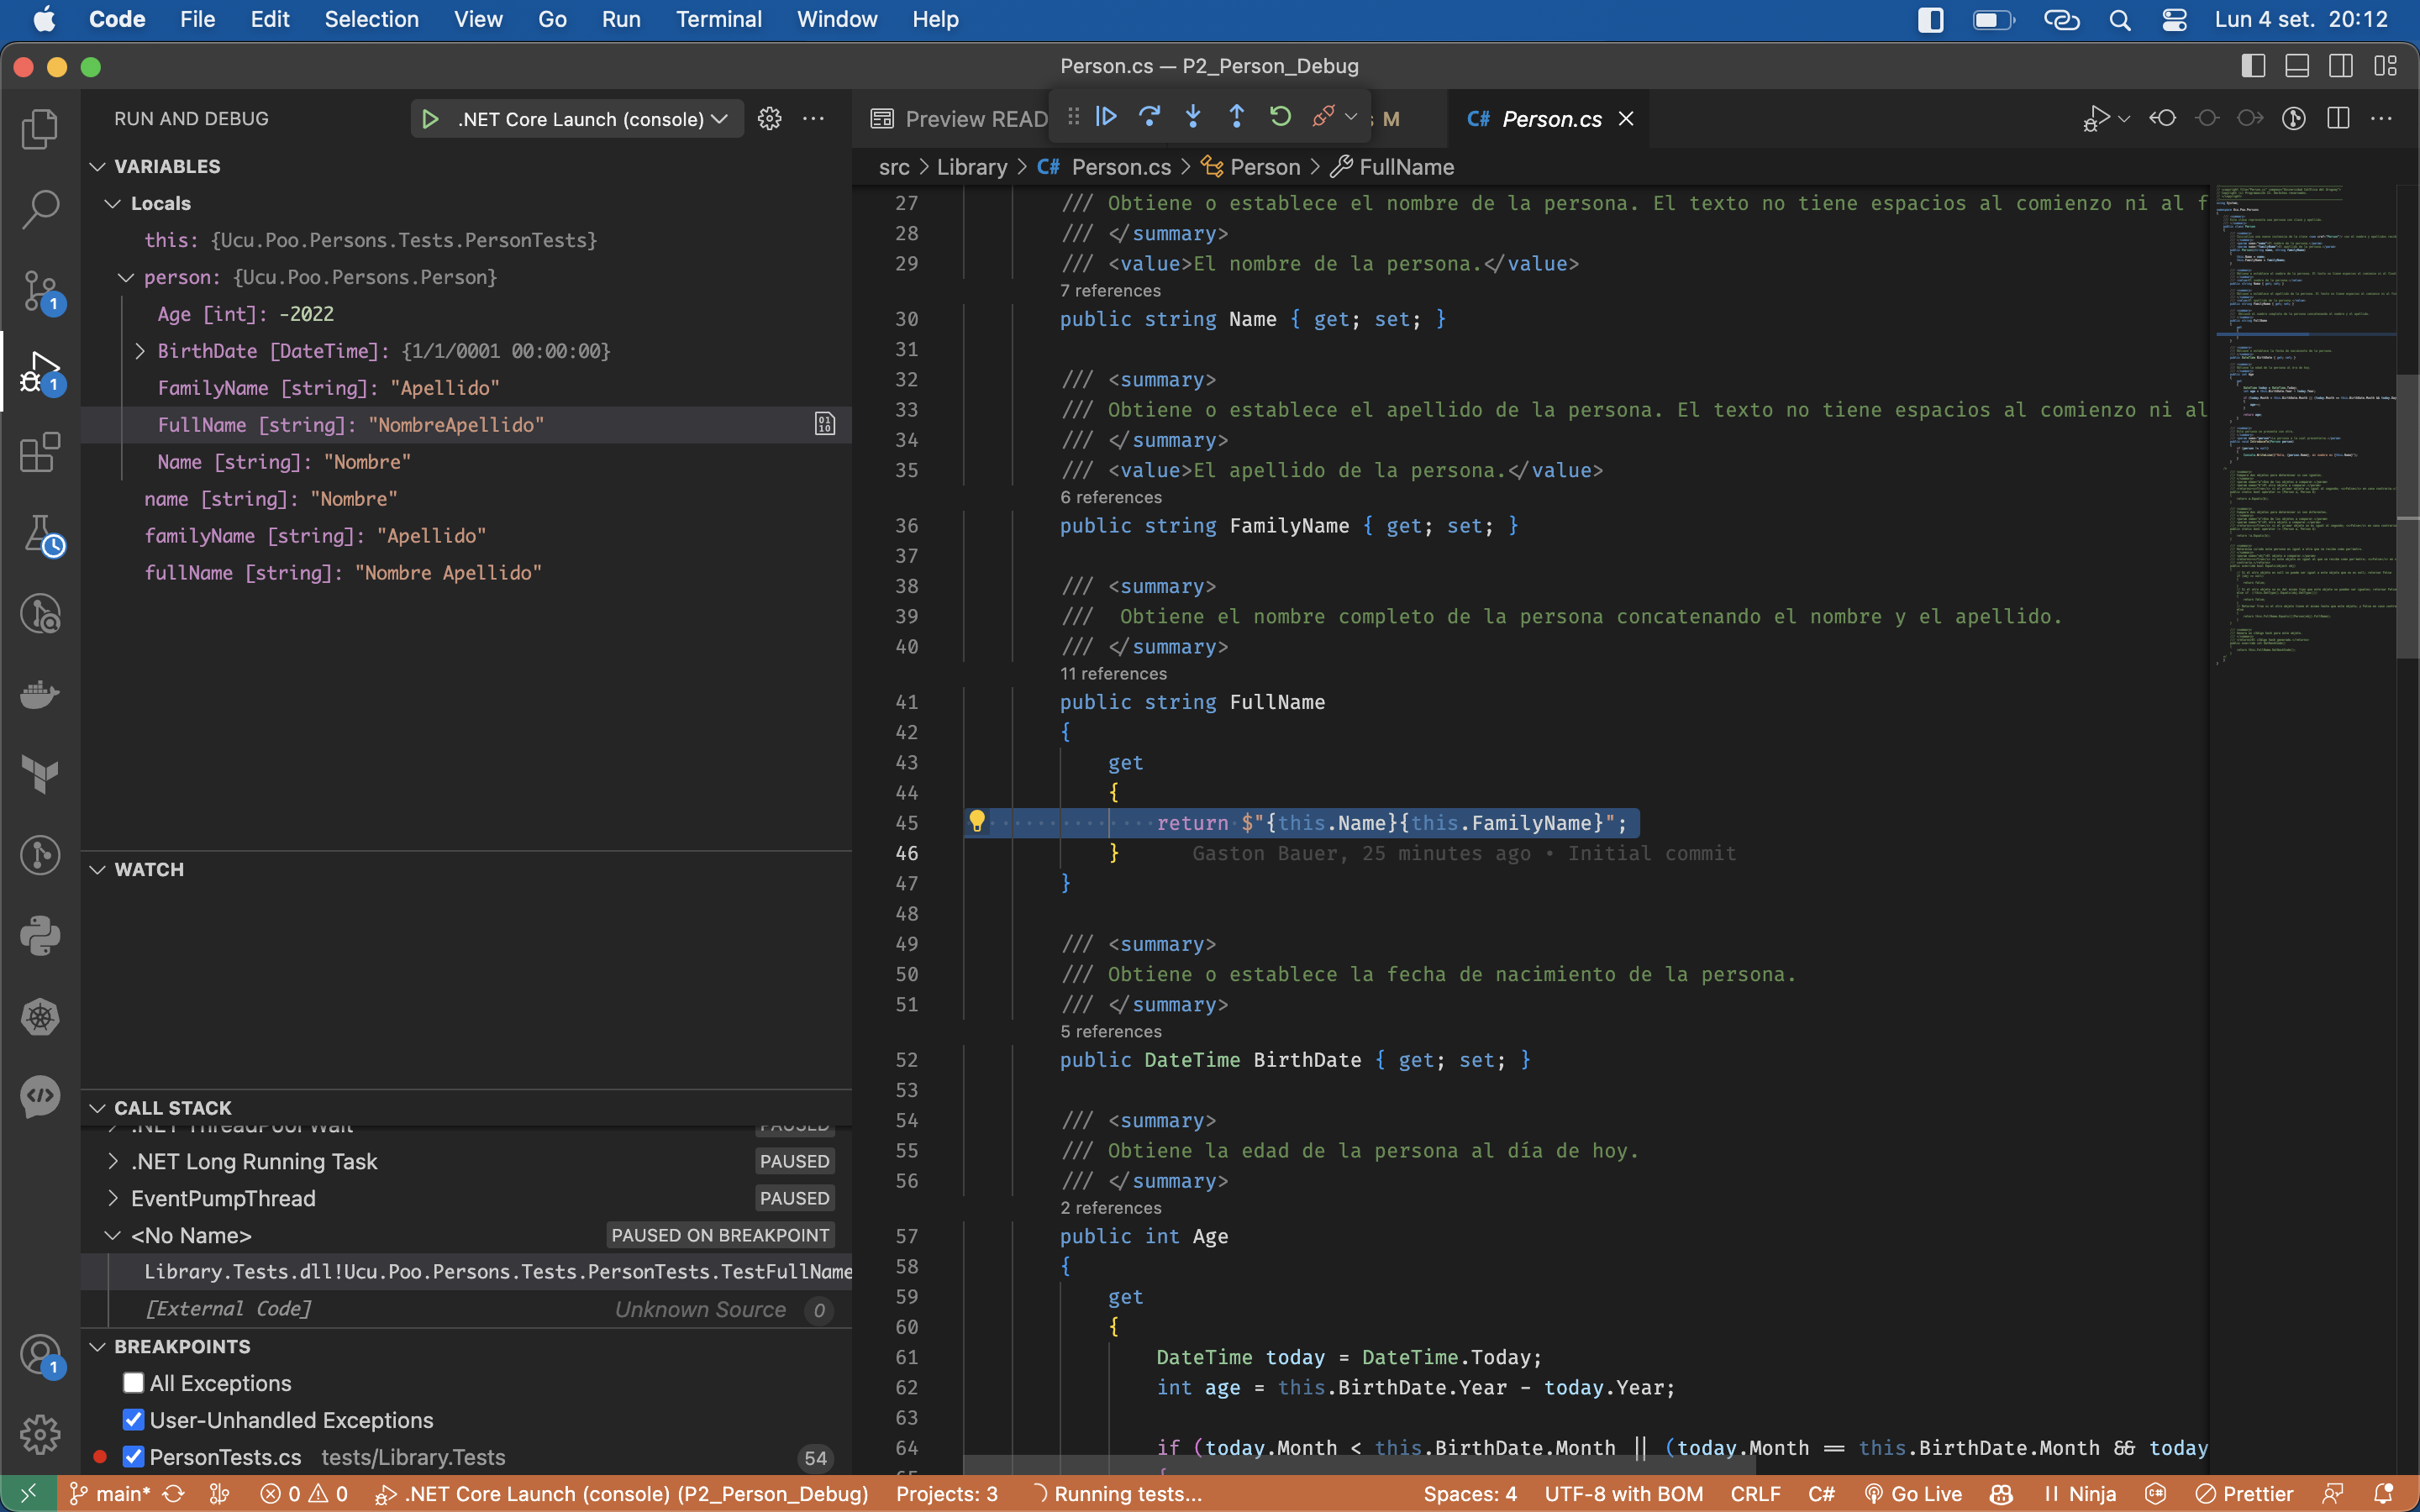 Code File Edit Selection View Go Run Terminal Window Help Lun 4 set. 20:12
Person.cs — P2_Person_Debug
RUN AND DEBUG
.NET Core Launch (console)
VARIABLES
Locals
this: {Ucu.Poo.Persons.Tests.PersonTests}
person: {Ucu.Poo.Persons.Person}
Age [int]: -2022
BirthDate [DateTime]: {1/1/0001 00:00:00}
FamilyName [string]: "Apellido"
FullName [string]: "NombreApellido"
Name [string]: "Nombre"
name [string]: "Nombre"
familyName [string]: "Apellido"
fullName [string]: "Nombre Apellido"
WATCH
CALL STACK
.NET ThreadPool Wait PAUSED
.NET Long Running Task PAUSED
EventPumpThread PAUSED
<No Name> PAUSED ON BREAKPOINT
Library.Tests.dll!Ucu.Poo.Persons.Tests.PersonTests.TestFullName
[External Code] Unknown Source 0
BREAKPOINTS
All Exceptions
User-Unhandled Exceptions
PersonTests.cs tests/Library.Tests 54
Preview READ M
C# Person.cs
src > Library > C# Person.cs > Person > FullName
27 /// Obtiene o establece el nombre de la persona. El texto no tiene espacios al comienzo ni al f
28 /// </summary>
29 /// <value>El nombre de la persona.</value>
7 references
30 public string Name { get; set; }
31
32 /// <summary>
33 /// Obtiene o establece el apellido de la persona. El texto no tiene espacios al comienzo ni al
34 /// </summary>
35 /// <value>El apellido de la persona.</value>
6 references
36 public string FamilyName { get; set; }
37
38 /// <summary>
39 /// Obtiene el nombre completo de la persona concatenando el nombre y el apellido.
40 /// </summary>
11 references
41 public string FullName
42 {
43 get
44 {
45 return $"{this.Name}{this.FamilyName}";
46 } Gaston Bauer, 25 minutes ago • Initial commit
47 }
48
49 /// <summary>
50 /// Obtiene o establece la fecha de nacimiento de la persona.
51 /// </summary>
5 references
52 public DateTime BirthDate { get; set; }
53
54 /// <summary>
55 /// Obtiene la edad de la persona al día de hoy.
56 /// </summary>
2 references
57 public int Age
58 {
59 get
60 {
61 DateTime today = DateTime.Today;
62 int age = this.BirthDate.Year - today.Year;
63
64 if (today.Month < this.BirthDate.Month || (today.Month == this.BirthDate.Month && today
1
1
1
main* 0 0 .NET Core Launch (console) (P2_Person_Debug) Projects: 3 Running tests... Spaces: 4 UTF-8 with BOM CRLF C# Go Live Ninja Prettier